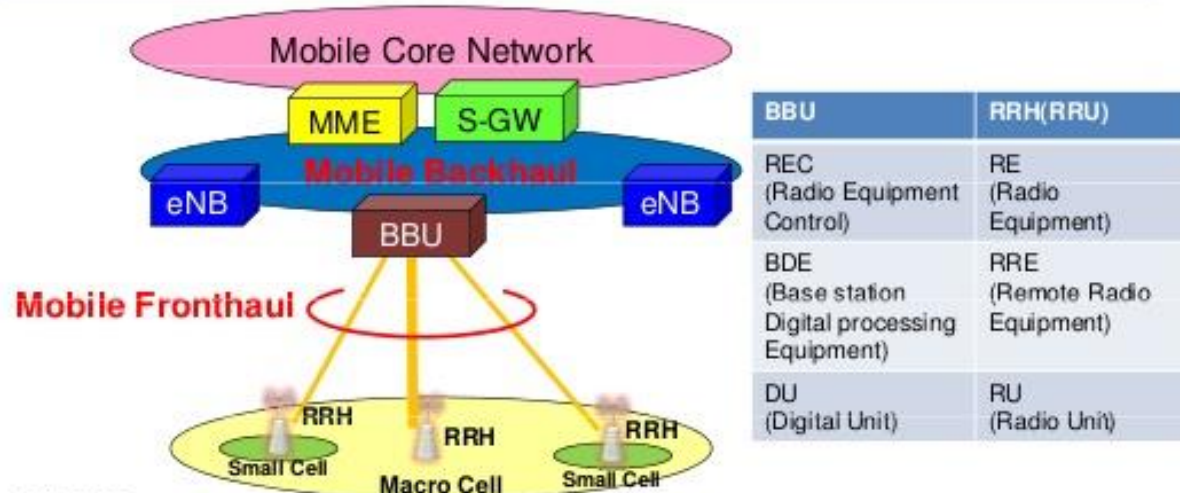 Mobile Core Network
MME
S-GW
Mobile Backhaul
eNB
eNB
BBU
Mobile Fronthaul
RRH
RRH
RRH
Small Cell
Macro Cell
Small Cell
BBU
RRH(RRU)
REC
(Radio Equipment
Control)
RE
(Radio
Equipment)
BDE
(Base station
Digital processing
Equipment)
RRE
(Remote Radio
Equipment)
DU
(Digital Unit)
RU
(Radio Unit)